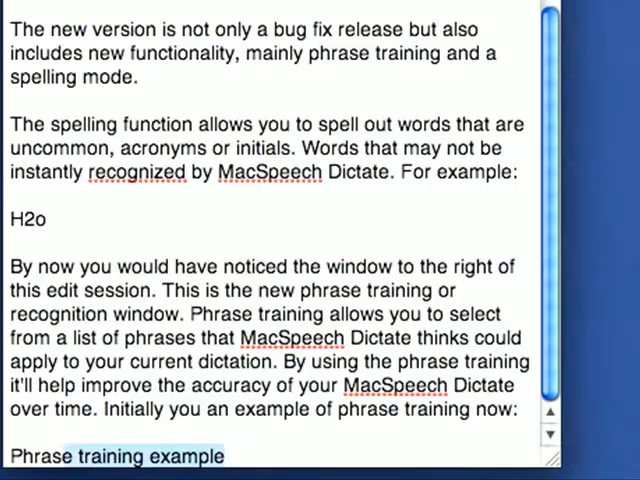 The new version is not only a bug fix release but also
includes new functionality, mainly phrase training and a
spelling mode.
The spelling function allows you to spell out words that are
uncommon, acronyms or initials. Words that may not be
instantly recognized by MacSpeech Dictate. For example:
H2o
By now you would have noticed the window to the right of
this edit session. This is the new phrase training or
recognition window. Phrase training allows you to select
from a list of phrases that MacSpeech Dictate thinks could
apply to your current dictation. By using the phrase training
it'll help improve the accuracy of your MacSpeech Dictate
over time. Initially you an example of phrase training now:
Phrase training example